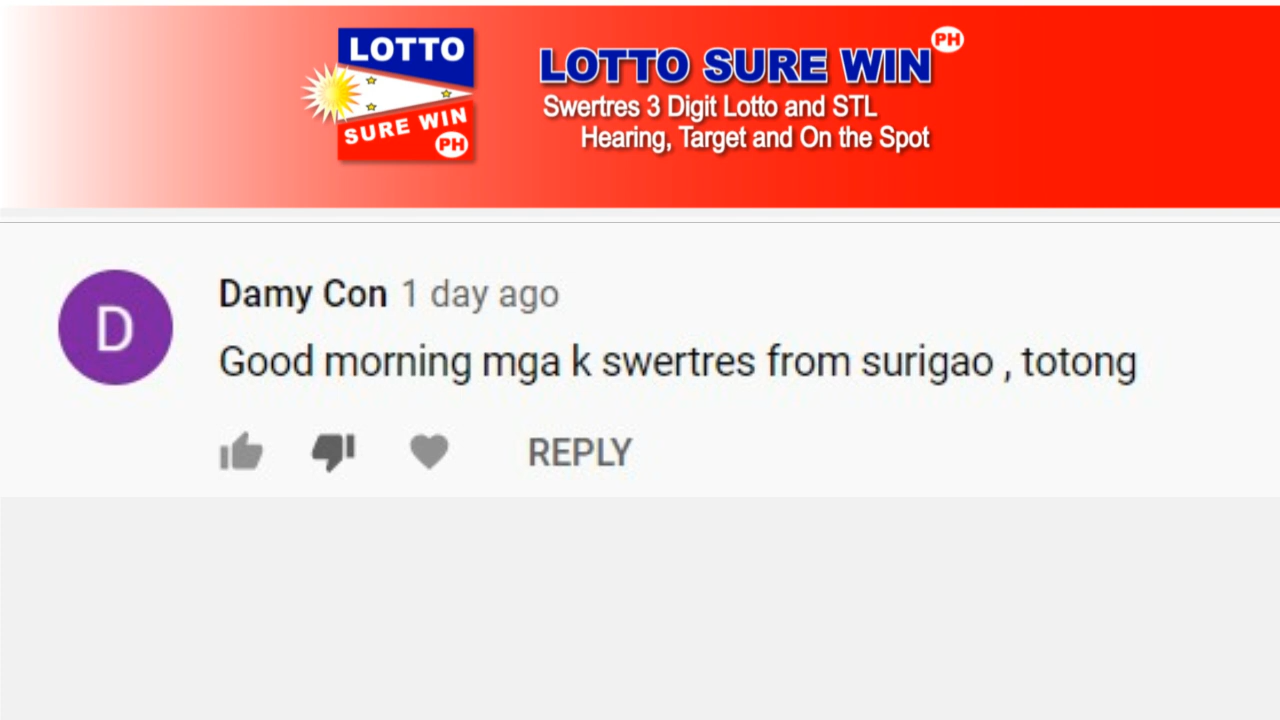 LOTTO
SURE WIN
PH
LOTTO SURE WIN PH
Swertres 3 Digit Lotto and STL
Hearing, Target and On the Spot
D
Damy Con 1 day ago
Good morning mga k swertres from surigao , totong
REPLY